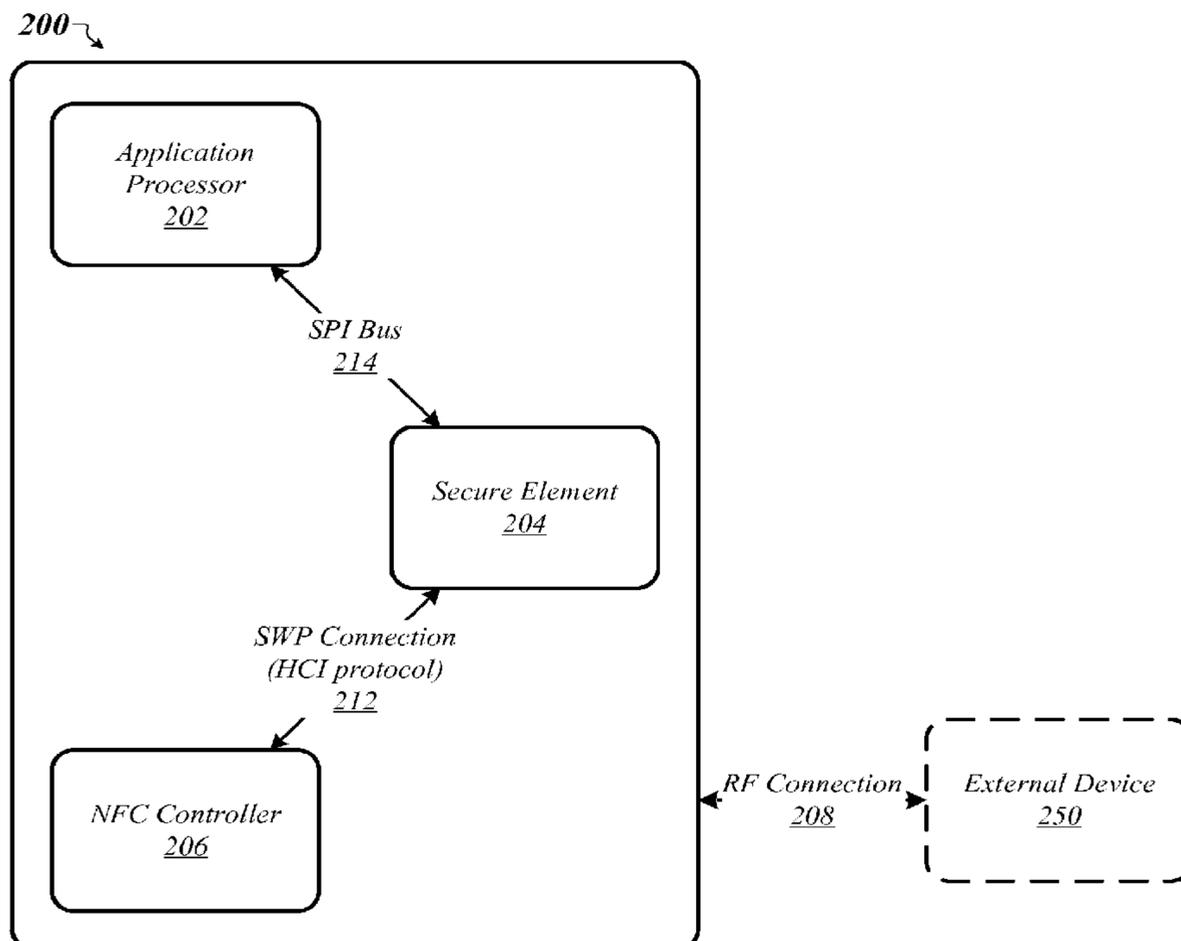 200
Application
Processor
202
SPI Bus
214
Secure Element
204
SWP Connection
(HCI protocol)
212
NFC Controller
206
RF Connection
208
External Device
250